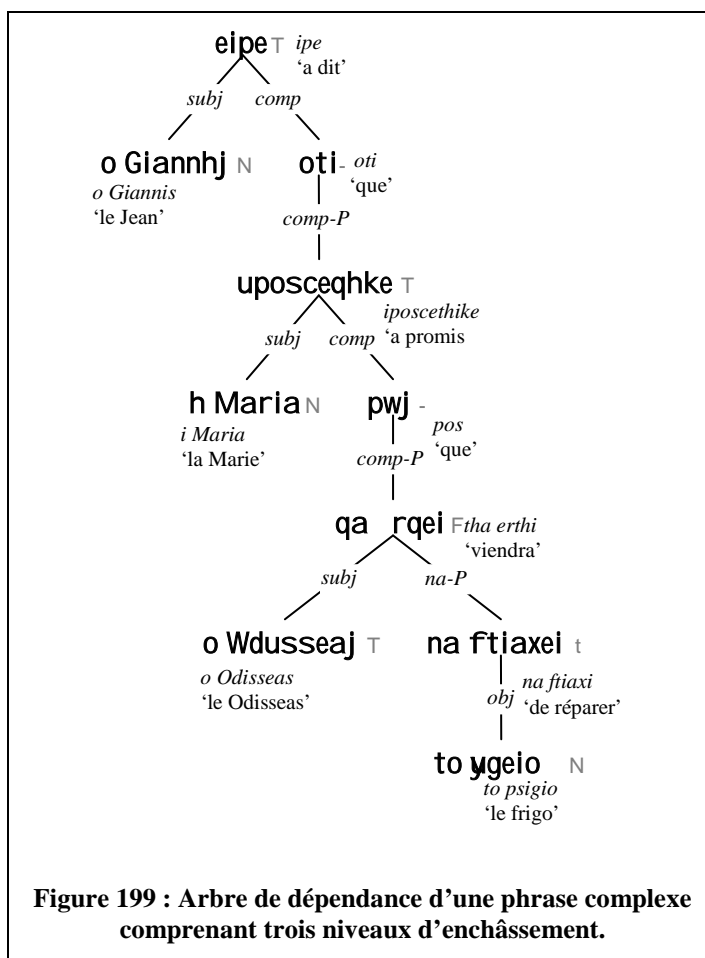 eipe T ipe
‘a dit’
subj comp
o Giannhj N oti- oti
o Giannis ‘que’
‘le Jean’
comp-P
uposceqhke T
iposcethike
subj comp ‘a promis
h Maria N pwj -
i Maria pos
‘la Marie’ ‘que’
comp-P
qa rqei F tha erthi
‘viendra’
subj na-P
o Wdusseaj T na ftiaxei t
o Odisseas na ftiaxi
‘le Odisseas’ obj ‘de réparer’
to ygeio N
to psigio
‘le frigo’
Figure 199 : Arbre de dépendance d’une phrase complexe
comprenant trois niveaux d’enchâssement.